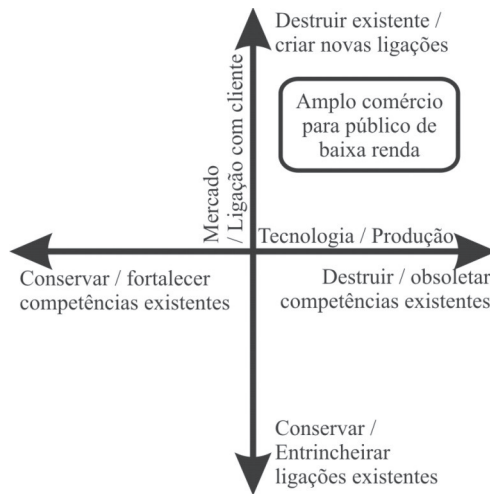 Destruir existente /
criar novas ligações
Amplo comércio
para público de
baixa renda
Mercado
/ Ligação com cliente
Tecnologia / Produção
Conservar / fortalecer
competências existentes
Destruir / obsoletar
competências existentes
Conservar /
Entrincheirar
ligações existentes